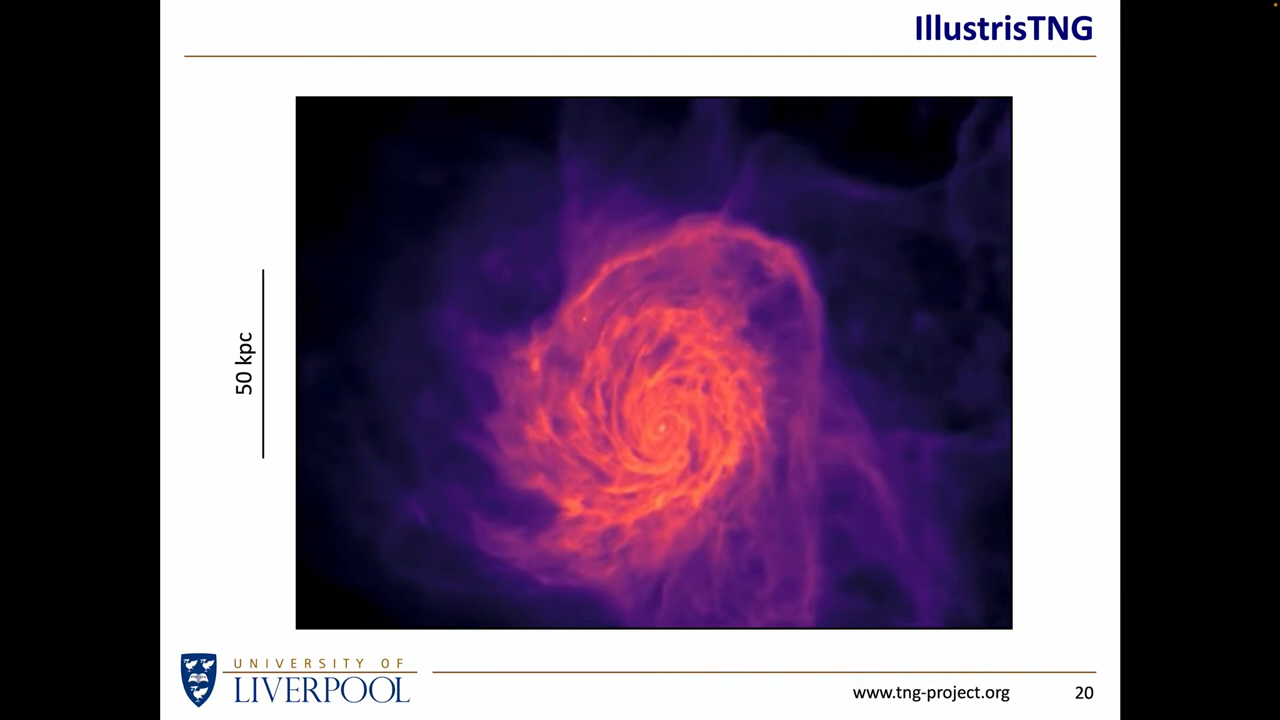 IllustrisTNG
50 kpc
UNIVERSITY OF
LIVERPOOL
www.tng-project.org
20